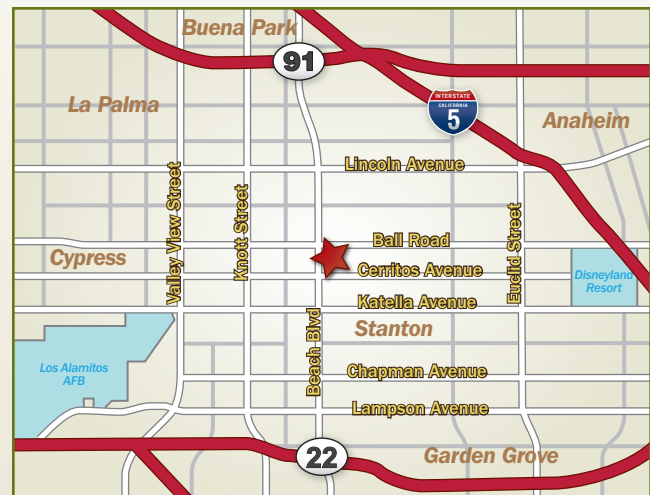 Buena Park
91
La Palma
INTERSTATE
CALIFORNIA
5
Anaheim
Lincoln Avenue
Valley View Street
Knott Street
Euclid Street
Ball Road
Cypress
Cerritos Avenue
Disneyland
Resort
Katella Avenue
Stanton
Beach Blvd
Los Alamitos
AFB
Chapman Avenue
Lampson Avenue
22
Garden Grove